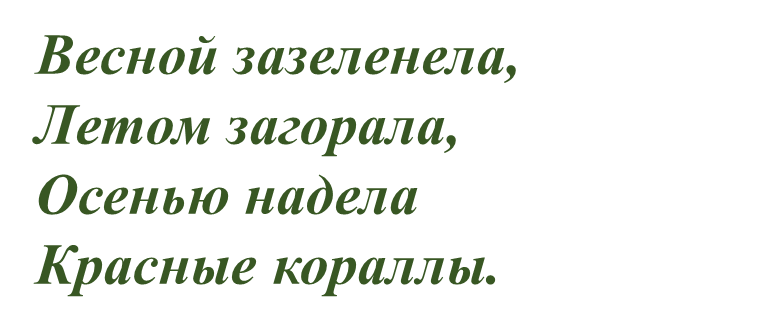 Весной зазеленела,
Летом загорала,
Осенью надела
Красные кораллы.